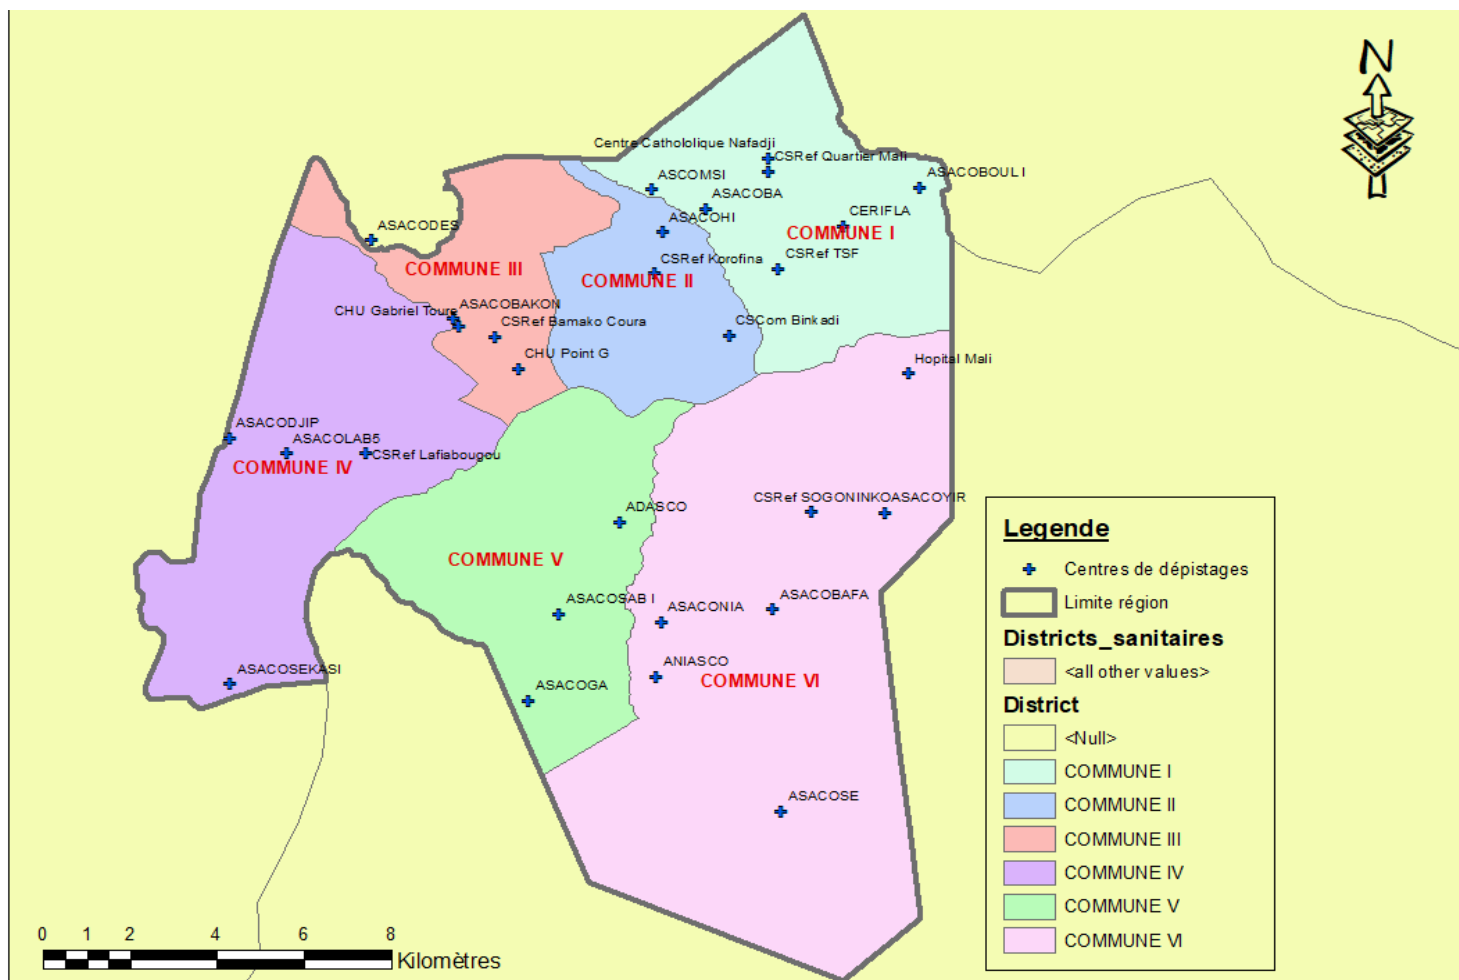 N
Centre Cathololique Nafadji
CSRef Quartier Mali
ASCOMSI
ASACOBOUL I
ASACOBA
CERIFLA
ASACOHI
COMMUNE I
ASACODES
CSRef Korofina
CSRef TSF
COMMUNE III
COMMUNE II
ASACOBAKON
CHU Gabriel Toure
CSRef Bamako Coura
CSCom Binkadi
CHU Point G
Hopital Mali
ASACODJIP
ASACOLAB5
CSRef Lafiabougou
COMMUNE IV
CSRef SOGONINKOASACOYIR
ADASCO
COMMUNE V
ASACOSAB I
ASACONIA
ASACOBAFA
ASACOSEKASI
ANIASCO
COMMUNE VI
ASACOGA
ASACOSE
Legende
Centres de dépistages
Limite région
Districts_sanitaires
<all other values>
District
<Null>
COMMUNE I
COMMUNE II
COMMUNE III
COMMUNE IV
COMMUNE V
COMMUNE VI
0 1 2 4 6 8
Kilomètres